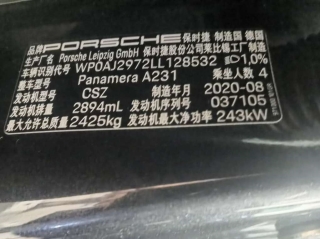 品牌 PORSCHE 保时捷 制造国 德国
Porsche Leipzig GmbH 保时捷股份公司莱比锡工厂制造
车辆识别代号 WP0AJ2972LL128532 1,0%
整车型号 Panamera A231 乘坐人数 4
发动机型号 CSZ 制造年月 2020-08
发动机排量 2894mL 发动机序列号 037105
最大允许总质量 2425kg 发动机最大净功率 243kW